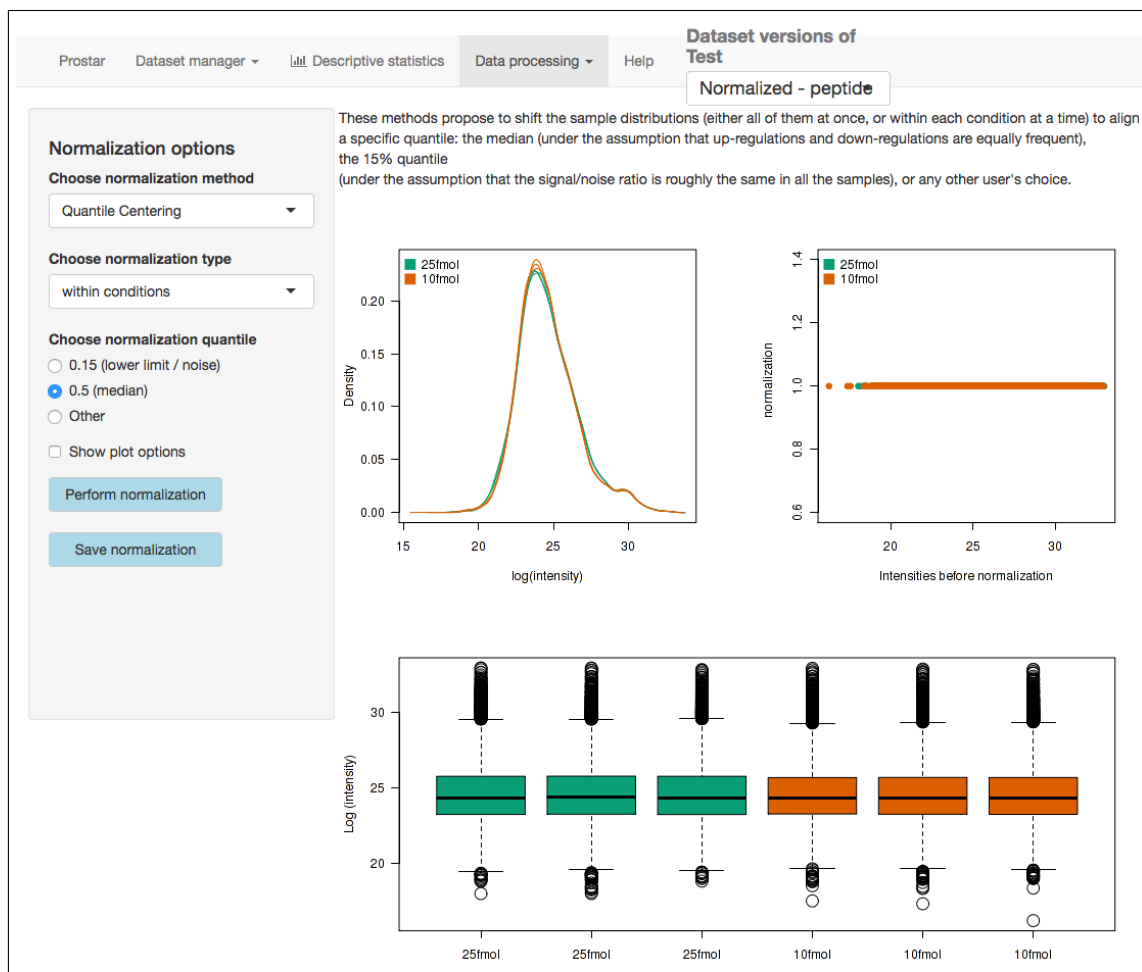 Prostar
Dataset manager
Descriptive statistics
Data processing
Help
Dataset versions of
Test
Normalized - peptide
Normalization options
Choose normalization method
Quantile Centering
Choose normalization type
within conditions
Choose normalization quantile
0.15 (lower limit / noise)
0.5 (median)
Other
Show plot options
Perform normalization
Save normalization
These methods propose to shift the sample distributions (either all of them at once, or within each condition at a time) to align
a specific quantile: the median (under the assumption that up-regulations and down-regulations are equally frequent),
the 15% quantile
(under the assumption that the signal/noise ratio is roughly the same in all the samples), or any other user's choice.
25fmol
10fmol
Density
0.20
0.15
0.10
0.05
0.00
15 20 25 30
log(intensity)
25fmol
10fmol
normalization
1.4
1.2
1.0
0.8
0.6
20 25 30
Intensities before normalization
Log (intensity)
30
25
20
25fmol 25fmol 25fmol 10fmol 10fmol 10fmol